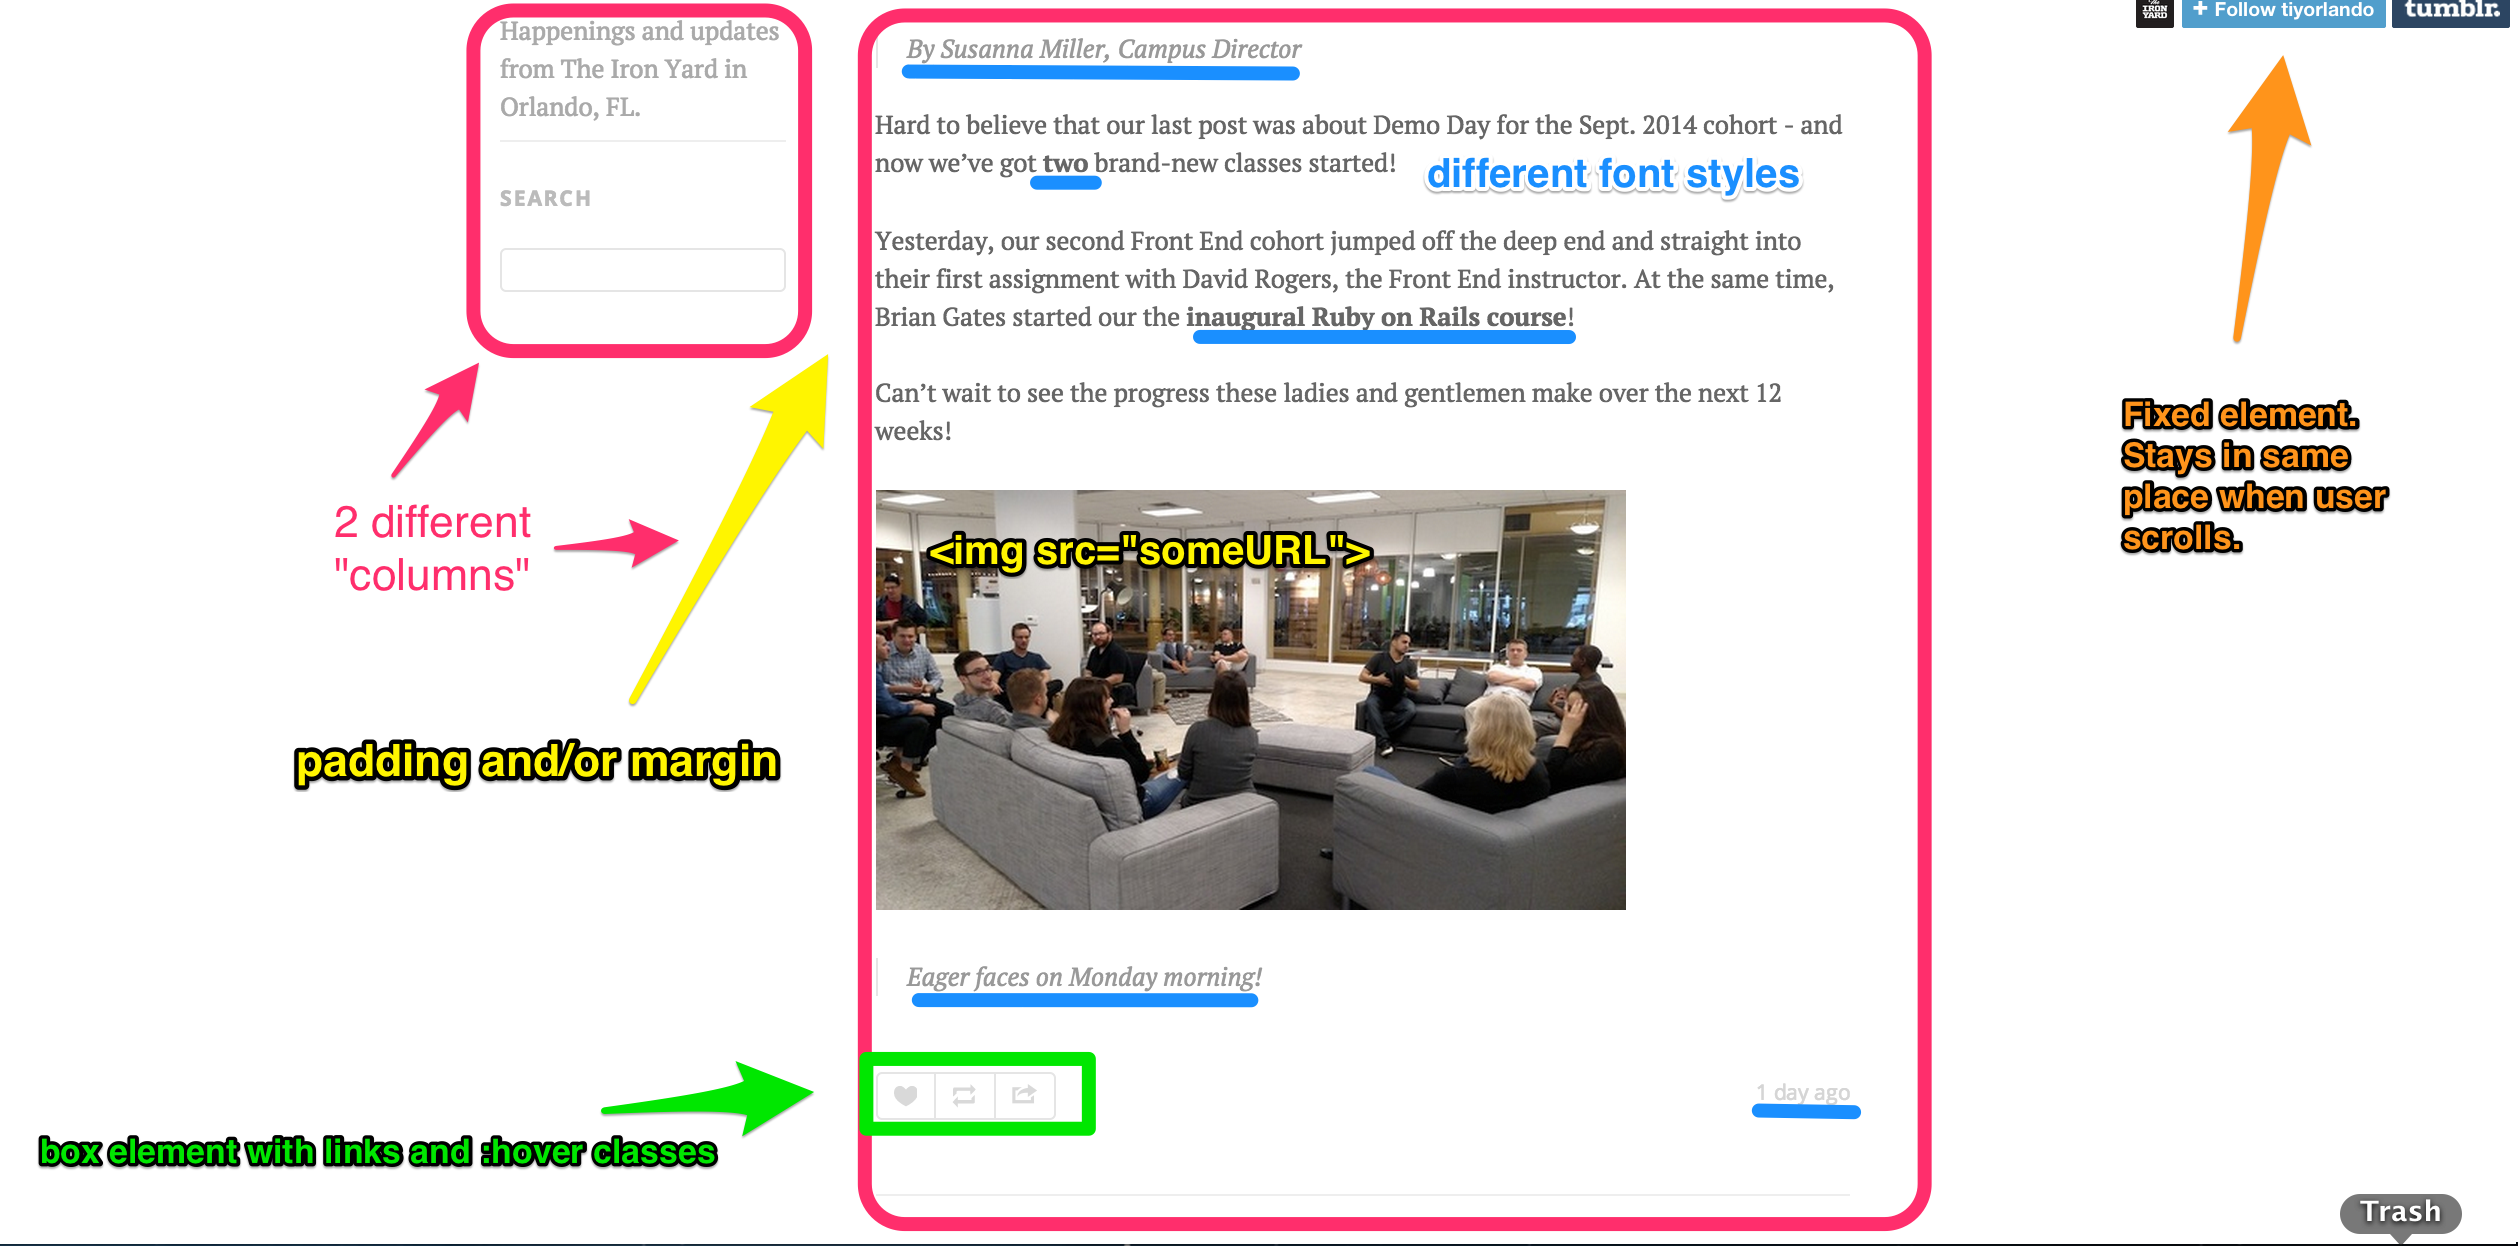 Happenings and updates
from The Iron Yard in
Orlando, FL.
SEARCH
2 different
"columns"
padding and/or margin
box element with links and :hover classes
By Susanna Miller, Campus Director
Hard to believe that our last post was about Demo Day for the Sept. 2014 cohort - and
now we’ve got two brand-new classes started!
different font styles
Yesterday, our second Front End cohort jumped off the deep end and straight into
their first assignment with David Rogers, the Front End instructor. At the same time,
Brian Gates started our the inaugural Ruby on Rails course!
Can’t wait to see the progress these ladies and gentlemen make over the next 12
weeks!
<img src="someURL">
Eager faces on Monday morning!
1 day ago
The
IRON
YARD
+ Follow tiyorlando
tumblr.
Fixed element.
Stays in same
place when user
scrolls.
Trash